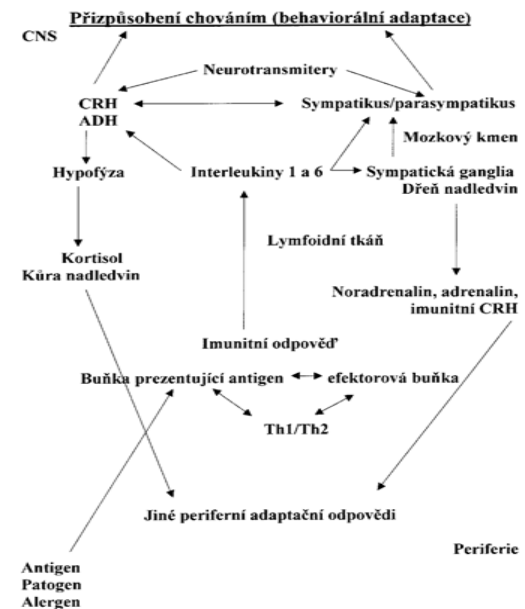 Přizpůsobení chováním (behaviorální adaptace)
CNS
Neurotransmitery
CRH
ADH
Sympatikus/parasympatikus
Mozkový kmen
Hypofýza
Interleukiny 1 a 6
Sympatická ganglia
Dřeň nadledvin
Lymfoidní tkáň
Kortisol
Kůra nadledvin
Noradrenalin, adrenalin,
imunitní CRH
Imunitní odpověď
Buňka prezentující antigen
efektorová buňka
Th1/Th2
Jiné periferní adaptační odpovědi
Periferie
Antigen
Patogen
Alergen